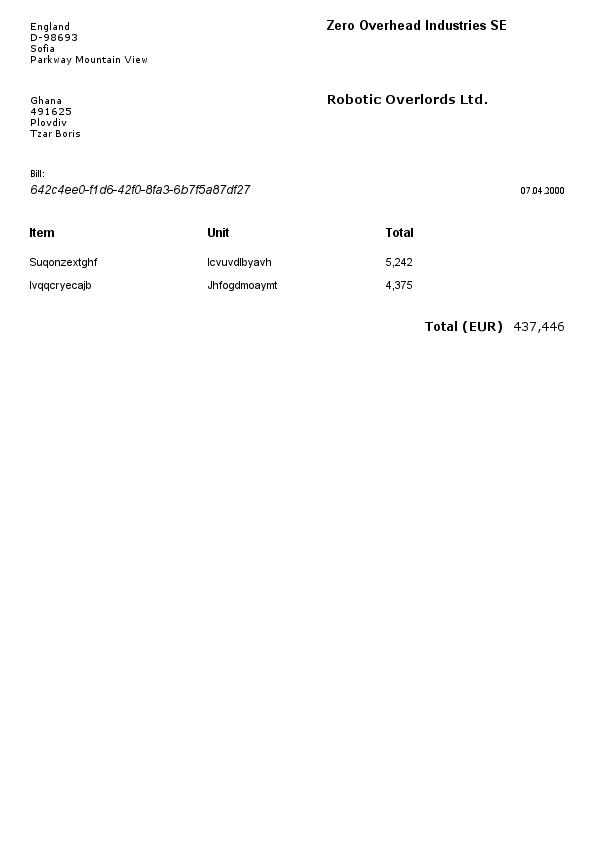 England
D-98693
Sofia
Parkway Mountain View
Zero Overhead Industries SE
Ghana
491625
Plovdiv
Tzar Boris
Robotic Overlords Ltd.
Bill:
642c4ee0-f1d6-42f0-8fa3-6b7f5a87df27
07.04.2000
Item Unit Total
Suqonzextghf Icvuvdlbyavh 5,242
Ivqqcryecajb Jhfogdmoaymt 4,375
Total (EUR) 437,446